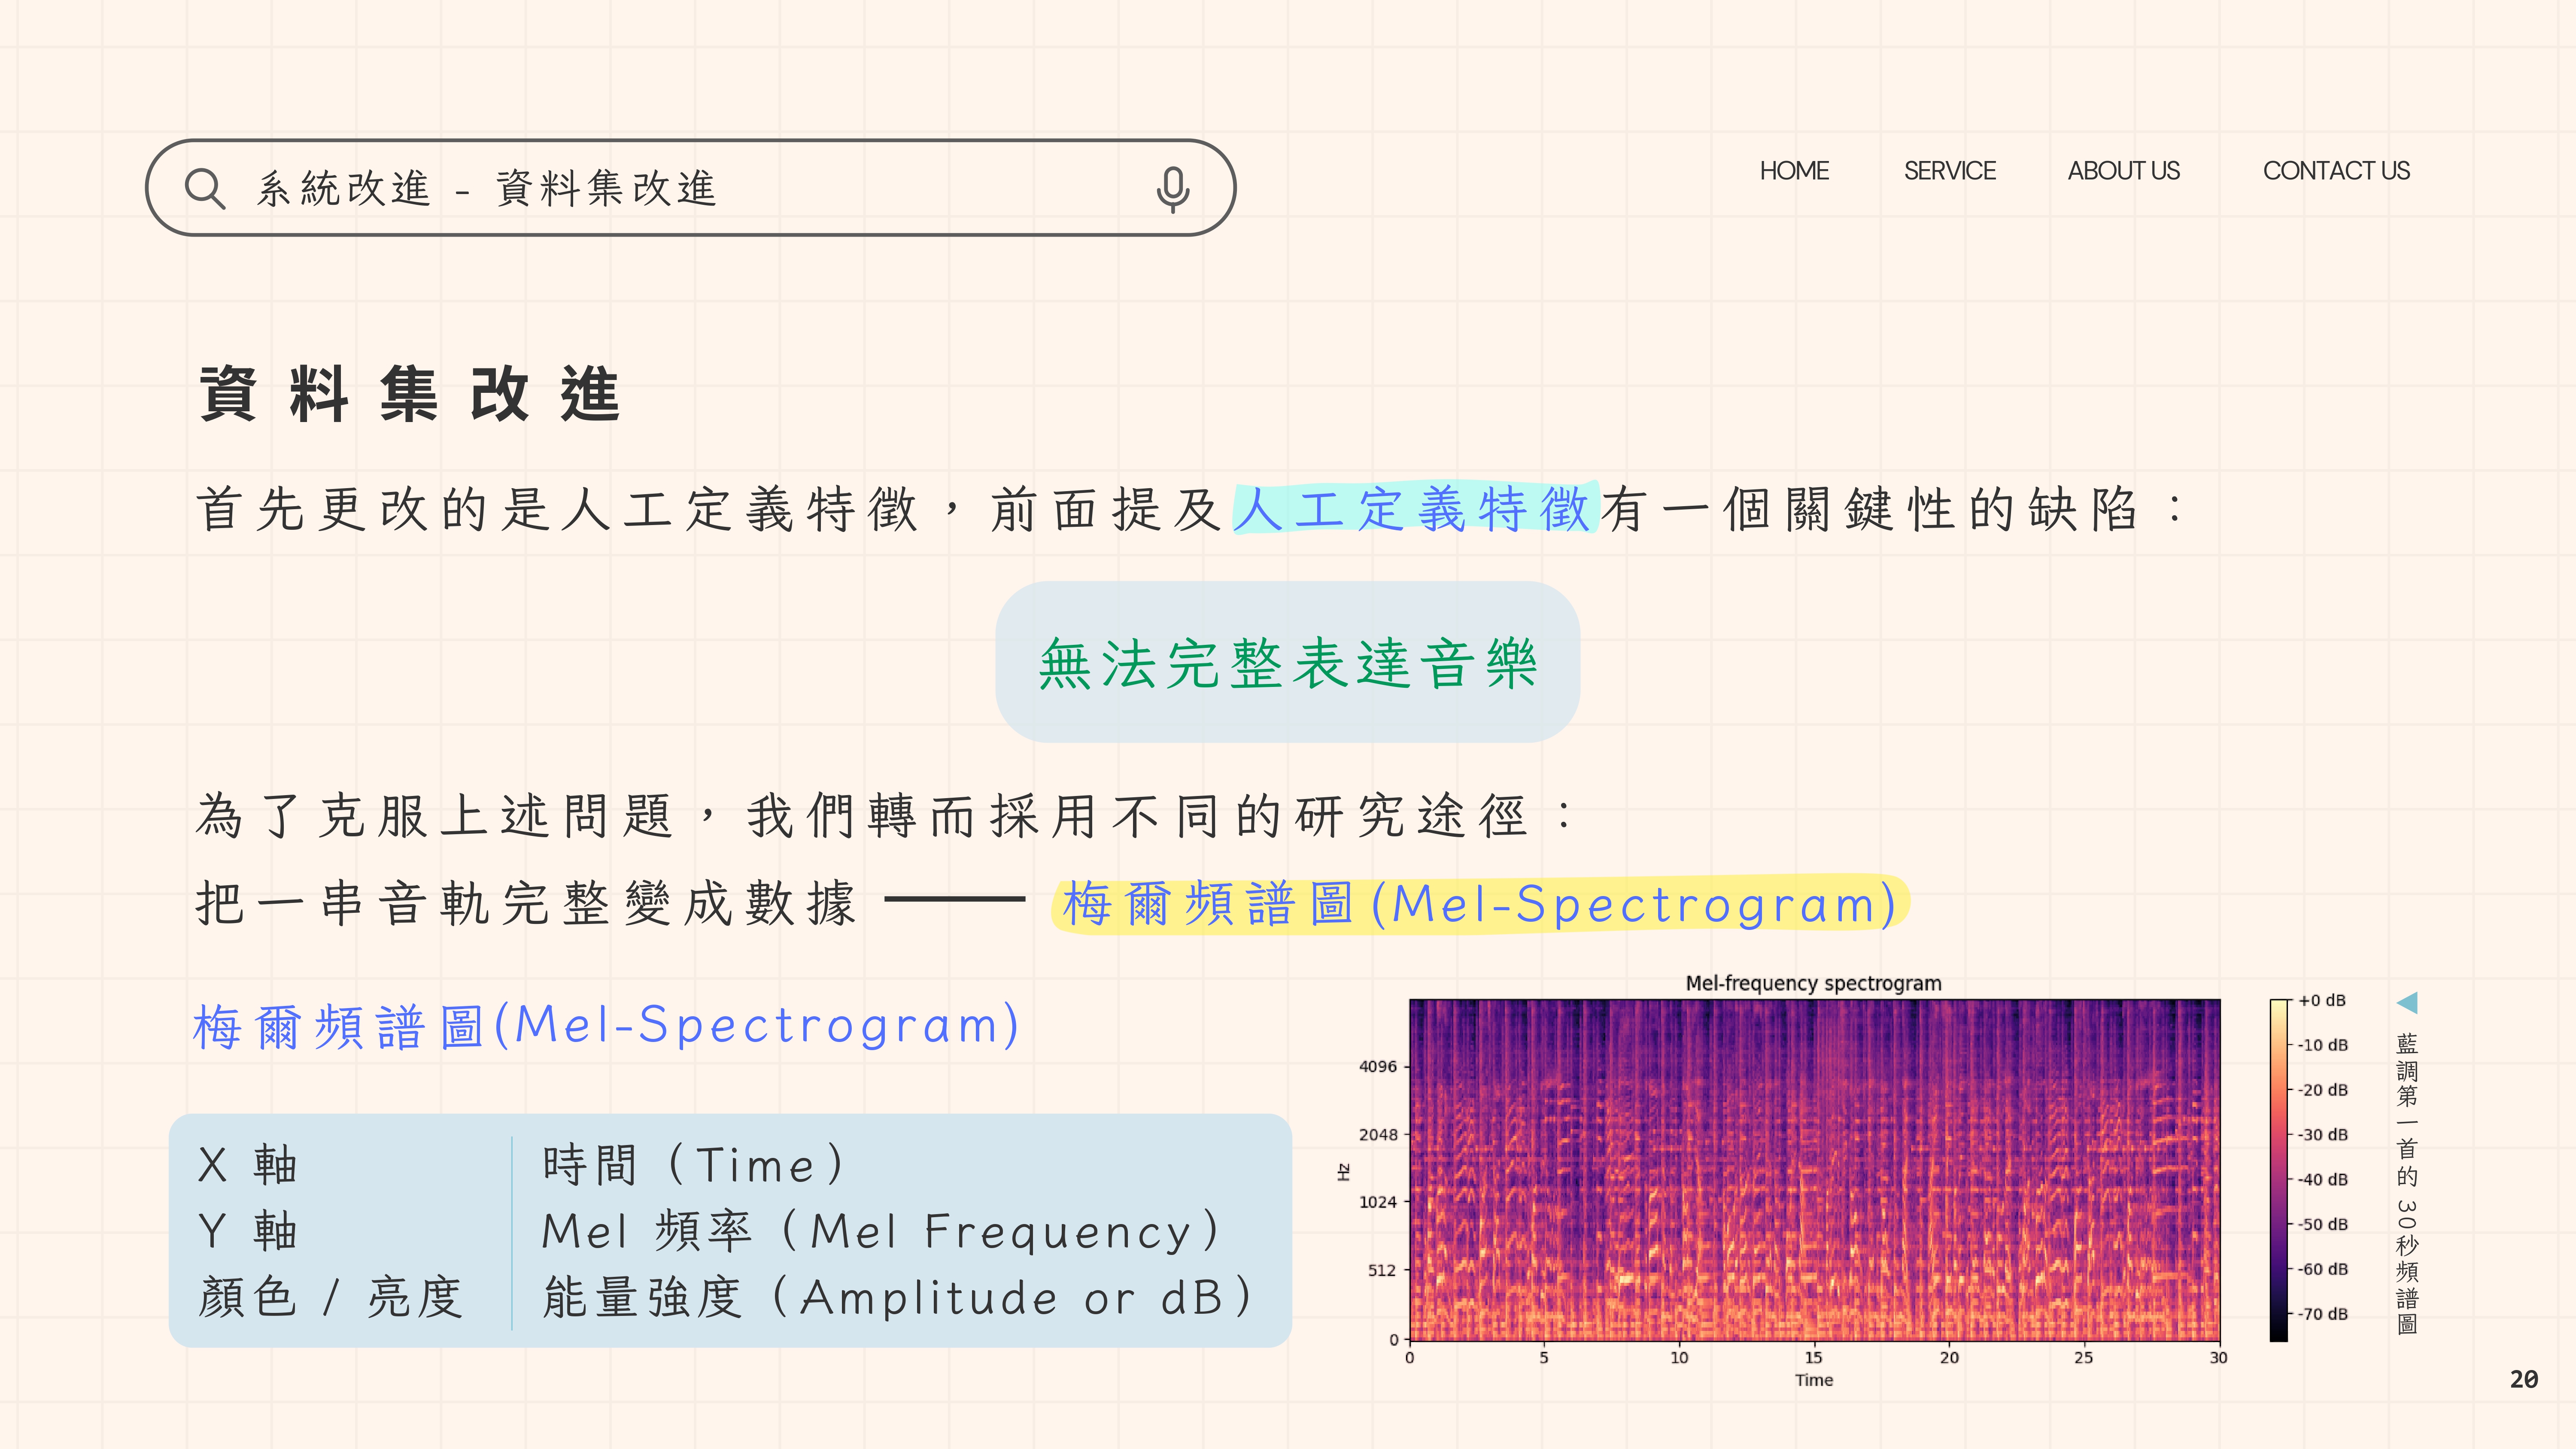 系統改進 - 資料集改進
HOME SERVICE ABOUT US CONTACT US
資料集改進
首先更改的是人工定義特徵，前面提及人工定義特徵有一個關鍵性的缺陷：
無法完整表達音樂
為了克服上述問題，我們轉而採用不同的研究途徑：
把一串音軌完整變成數據 —— 梅爾頻譜圖(Mel-Spectrogram)
梅爾頻譜圖(Mel-Spectrogram)
X 軸 時間（Time）
Y 軸 Mel 頻率（Mel Frequency）
顏色 / 亮度 能量強度（Amplitude or dB）
Mel-frequency spectrogram
Hz
4096
2048
1024
512
0
0 5 10 15 20 25 30
Time
+0 dB
-10 dB
-20 dB
-30 dB
-40 dB
-50 dB
-60 dB
-70 dB
藍調第一首的 30秒頻譜圖
20